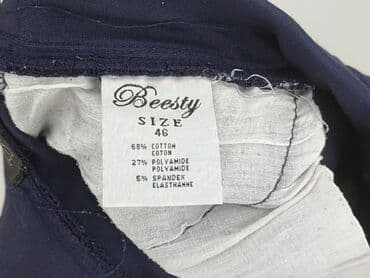 Beesty
SIZE
46
68% COTTON
COTON
27% POLYAMIDE
POLYAMIDE
5% SPANDEX
ELASTHANNE